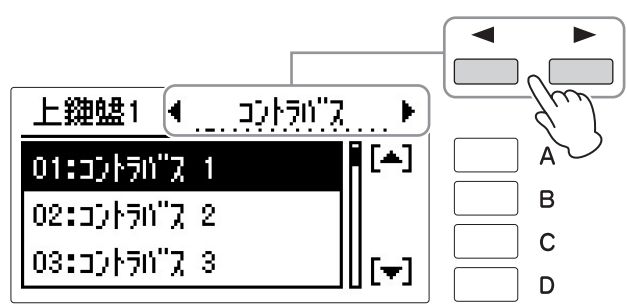 ◀ ▶
上鍵盤1 ◀ コントラバス ▶
01:コントラバス 1 [▲] A
02:コントラバス 2 B
03:コントラバス 3 [▼] C
D